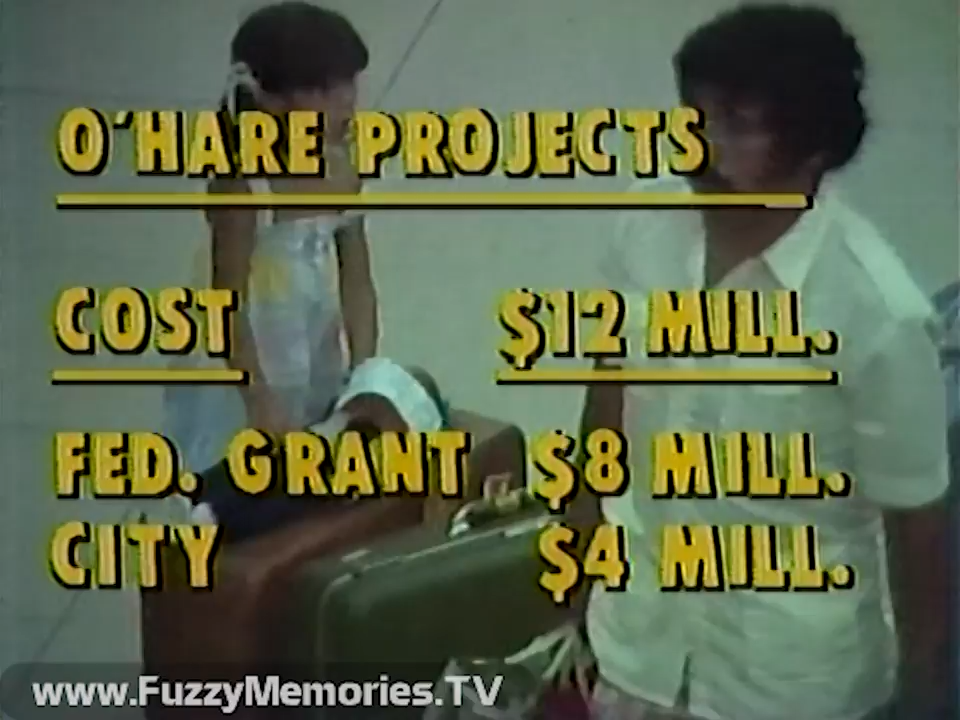 O'HARE PROJECTS
COST $12 MILL.
FED. GRANT $8 MILL.
CITY $4 MILL.
www.FuzzyMemories.TV